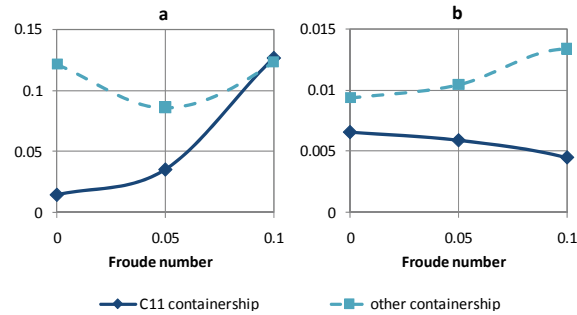 a
0.15
0.1
0.05
0
0 0.05 0.1
Froude number
b
0.015
0.01
0.005
0
0 0.05 0.1
Froude number
C11 containership other containership